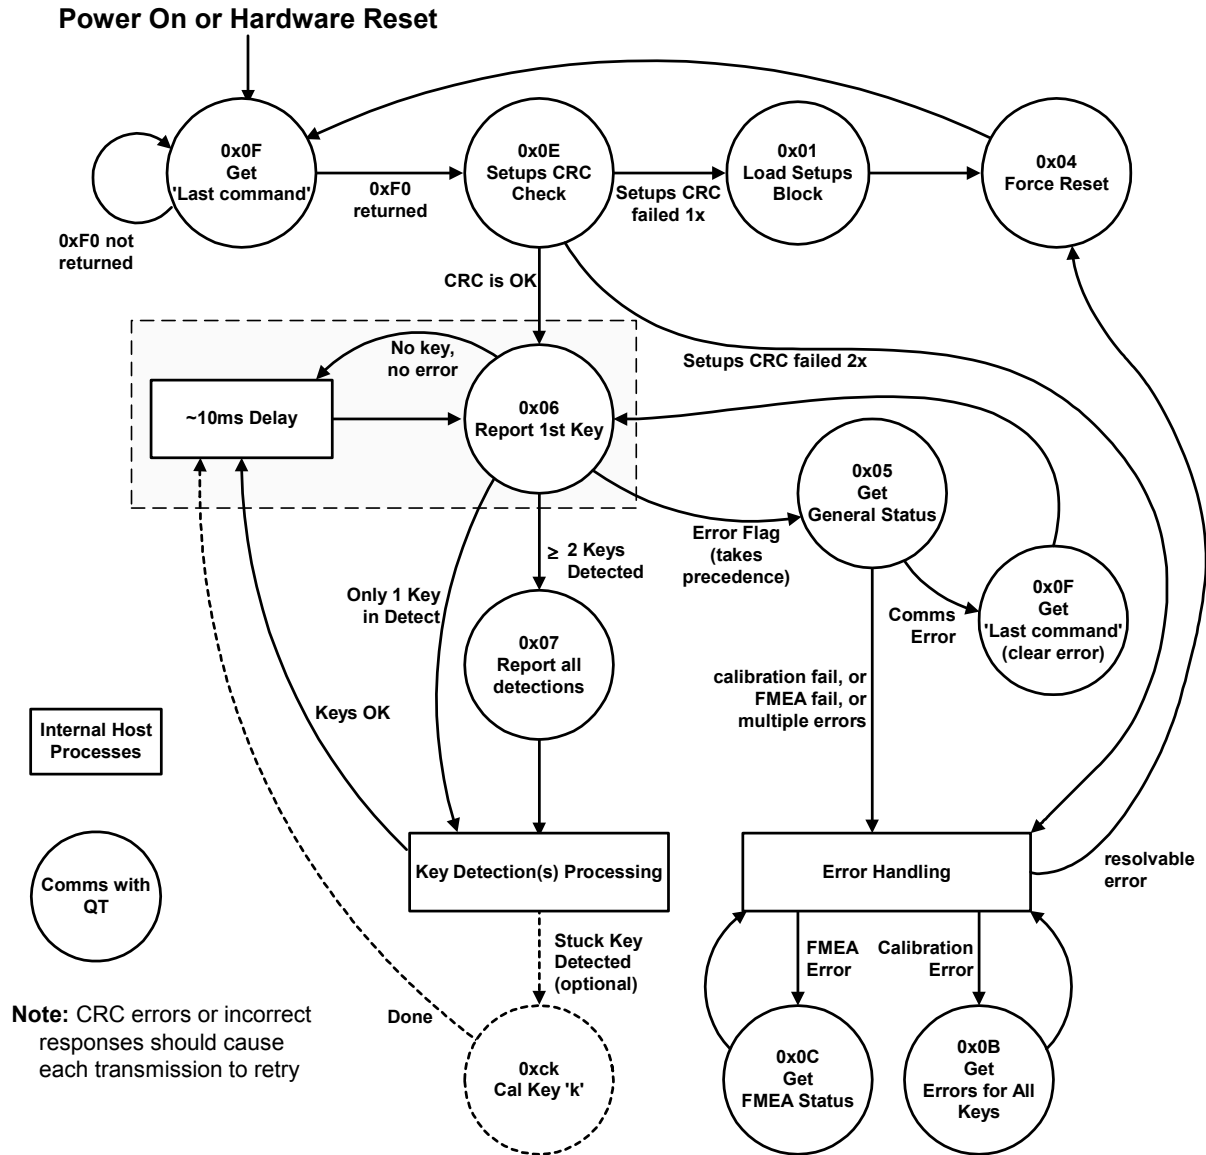 Power On or Hardware Reset
0x0F
Get
'Last command'
0xF0 not
returned
0xF0
returned
0x0E
Setups CRC
Check
Setups CRC
failed 1x
0x01
Load Setups
Block
0x04
Force Reset
CRC is OK
Setups CRC failed 2x
No key,
no error
~10ms Delay
0x06
Report 1st Key
0x05
Get
General Status
Error Flag
(takes
precedence)
≥ 2 Keys
Detected
Only 1 Key
in Detect
0x07
Report all
detections
Comms
Error
0x0F
Get
'Last command'
(clear error)
calibration fail, or
FMEA fail, or
multiple errors
Keys OK
Internal Host
Processes
Key Detection(s) Processing
Error Handling
resolvable
error
Comms with
QT
Stuck Key
Detected
(optional)
FMEA
Error
Calibration
Error
Note: CRC errors or incorrect
responses should cause
each transmission to retry
Done
0xck
Cal Key 'k'
0x0C
Get
FMEA Status
0x0B
Get
Errors for All
Keys